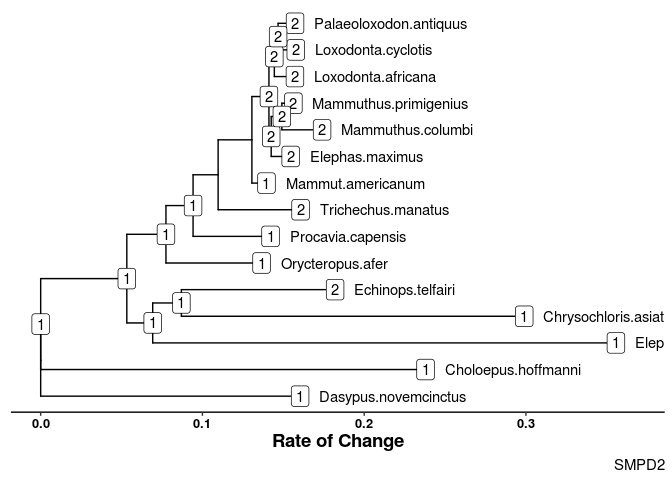 2 Palaeoloxodon.antiquus
2
2 Loxodonta.cyclotis
2
2 Loxodonta.africana
2
2 Mammuthus.primigenius
2
2 Mammuthus.columbi
2
2 Elephas.maximus
1 Mammut.americanum
1
2 Trichechus.manatus
1
1 Procavia.capensis
1
1 Orycteropus.afer
2 Echinops.telfairi
1
1
1 Chrysochloris.asiat
1
1
1 Elep
1 Choloepus.hoffmanni
1 Dasypus.novemcinctus
0.0 0.1 0.2 0.3
Rate of Change
SMPD2